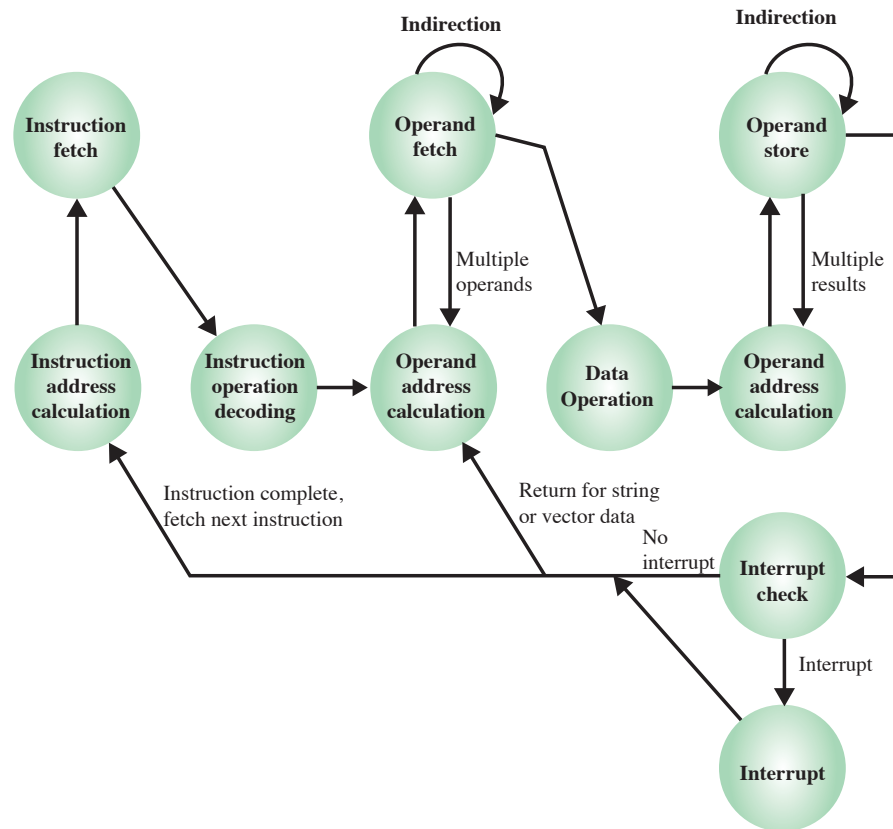 Indirection
Indirection
Instruction
fetch
Operand
fetch
Operand
store
Multiple
operands
Multiple
results
Instruction
address
calculation
Instruction
operation
decoding
Operand
address
calculation
Data
Operation
Operand
address
calculation
Instruction complete,
fetch next instruction
Return for string
or vector data
No
interrupt
Interrupt
check
Interrupt
Interrupt